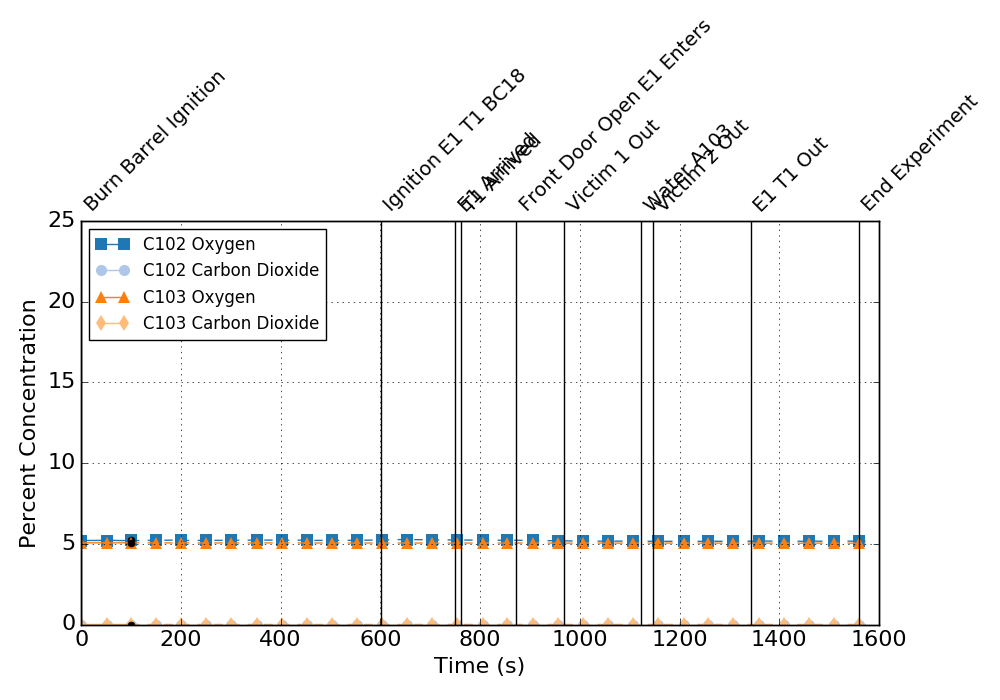 Burn Barrel Ignition
Ignition E1 T1 BC18
E1 Arrived
T1 Arrived
Front Door Open E1 Enters
Victim 1 Out
Water A103
Victim 2 Out
E1 T1 Out
End Experiment
25
20
15
10
5
0
Percent Concentration
C102 Oxygen
C102 Carbon Dioxide
C103 Oxygen
C103 Carbon Dioxide
0 200 400 600 800 1000 1200 1400 1600
Time (s)